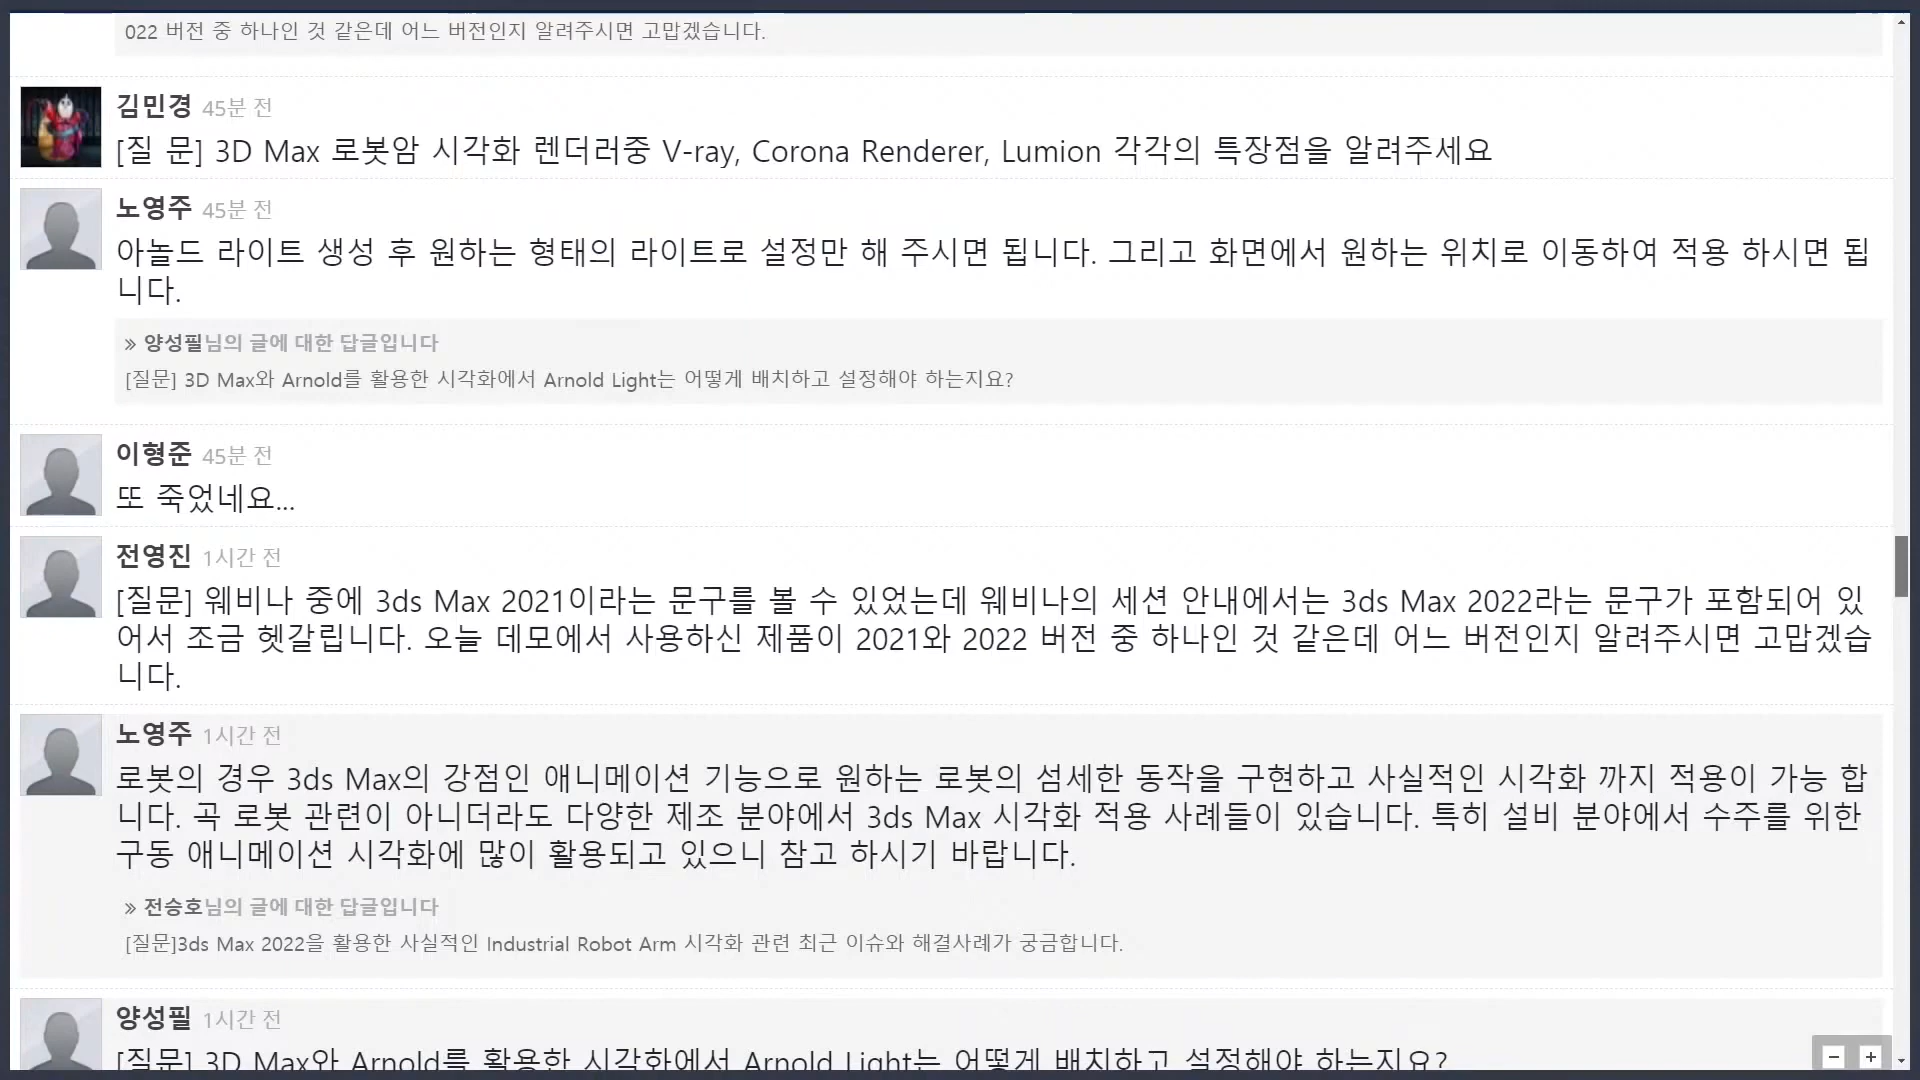 022 버전 중 하나인 것 같은데 어느 버전인지 알려주시면 고맙겠습니다.
김민경 45분 전
[질 문] 3D Max 로봇암 시각화 렌더러중 V-ray, Corona Renderer, Lumion 각각의 특장점을 알려주세요
노영주 45분 전
아놀드 라이트 생성 후 원하는 형태의 라이트로 설정만 해 주시면 됩니다. 그리고 화면에서 원하는 위치로 이동하여 적용 하시면 됩
니다.
» 양성필님의 글에 대한 답글입니다
[질문] 3D Max와 Arnold를 활용한 시각화에서 Arnold Light는 어떻게 배치하고 설정해야 하는지요?
이형준 45분 전
또 죽었네요...
전영진 1시간 전
[질문] 웨비나 중에 3ds Max 2021이라는 문구를 볼 수 있었는데 웨비나의 세션 안내에서는 3ds Max 2022라는 문구가 포함되어 있
어서 조금 헷갈립니다. 오늘 데모에서 사용하신 제품이 2021와 2022 버전 중 하나인 것 같은데 어느 버전인지 알려주시면 고맙겠습
니다.
노영주 1시간 전
로봇의 경우 3ds Max의 강점인 애니메이션 기능으로 원하는 로봇의 섬세한 동작을 구현하고 사실적인 시각화 까지 적용이 가능 합
니다. 곡 로봇 관련이 아니더라도 다양한 제조 분야에서 3ds Max 시각화 적용 사례들이 있습니다. 특히 설비 분야에서 수주를 위한
구동 애니메이션 시각화에 많이 활용되고 있으니 참고 하시기 바랍니다.
» 전승호님의 글에 대한 답글입니다
[질문]3ds Max 2022을 활용한 사실적인 Industrial Robot Arm 시각화 관련 최근 이슈와 해결사례가 궁금합니다.
양성필 1시간 전
[질문] 3D Max와 Arnold를 활용한 시각화에서 Arnold Light는 어떻게 배치하고 설정해야 하는지요?